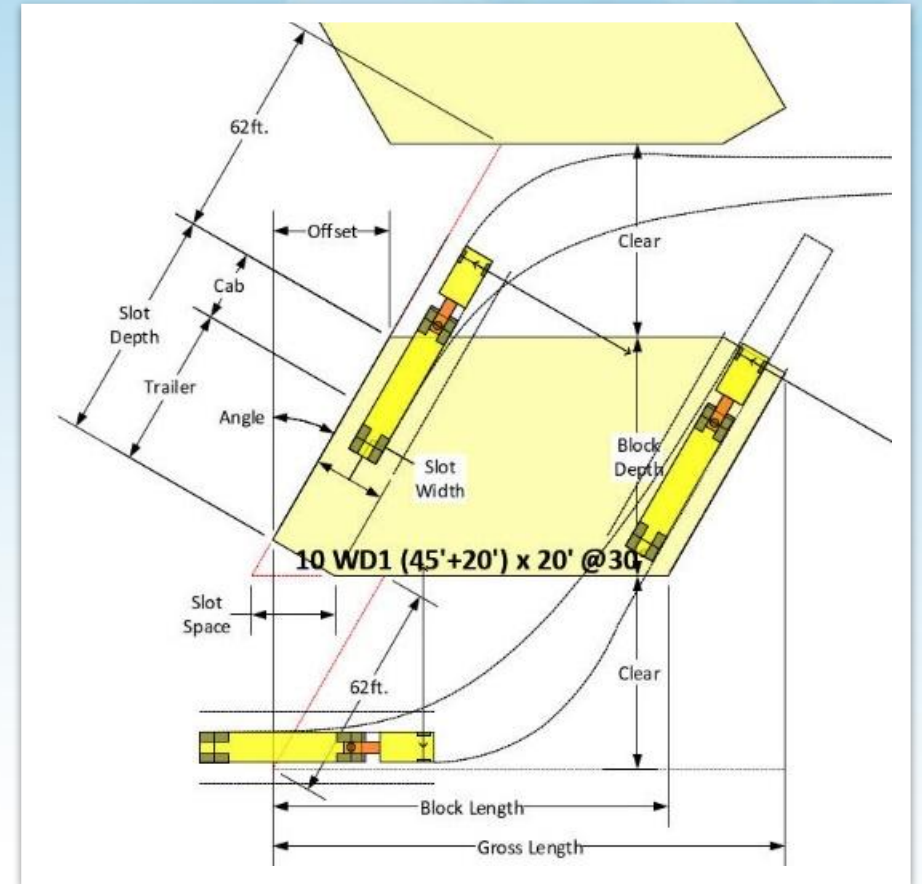 62ft.
Offset
Clear
Cab
Slot
Depth
Trailer
Angle
Block
Depth
Slot
Width
10 WD1 (45'+20') x 20' @30
Slot
Space
Clear
62ft.
Block Length
Gross Length